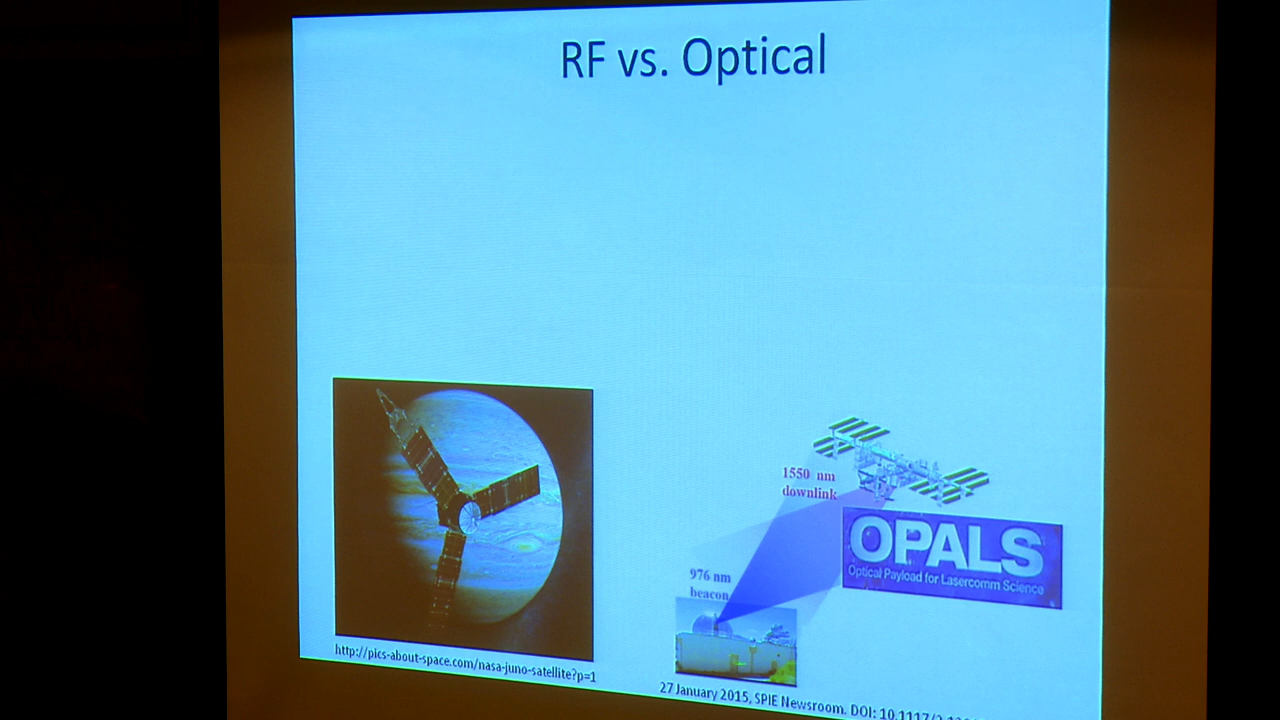 RF vs. Optical
1550 nm
downlink
OPALS
Optical Payload for Lasercomm Science
976 nm
beacon
http://pics-about-space.com/nasa-juno-satellite?p=1
27 January 2015, SPIE Newsroom. DOI: 10.1117/2